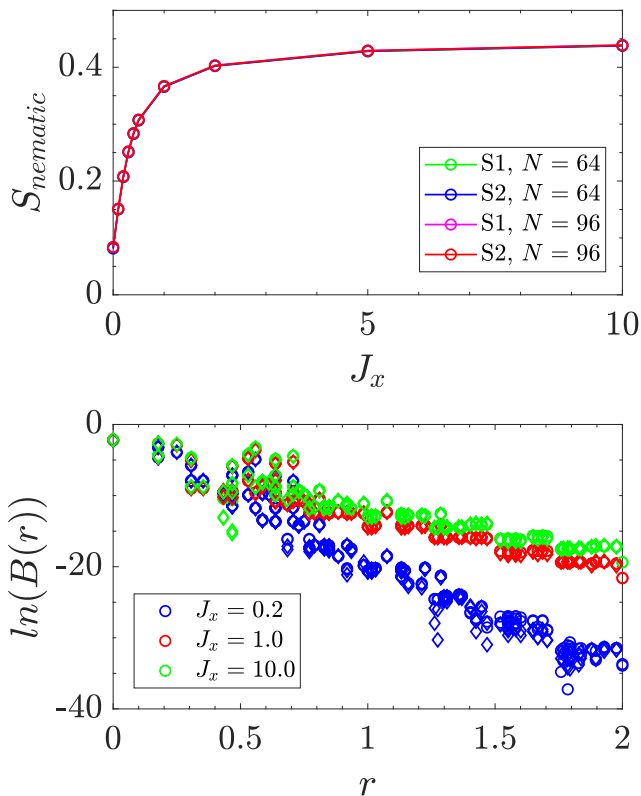 0.4
0.2
0
S_nematic
S1, N = 64
S2, N = 64
S1, N = 96
S2, N = 96
0 5 10
J_x
0
-10
-20
-30
-40
ln(B(r))
J_x = 0.2
J_x = 1.0
J_x = 10.0
0 0.5 1 1.5 2
r